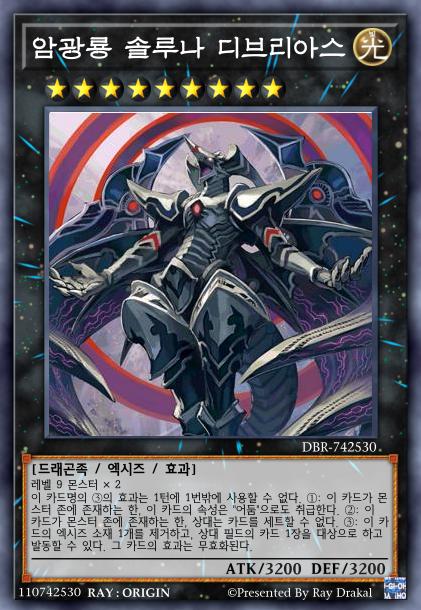 암광룡 솔루나 디브리아스 光
DBR-742530
[드래곤족 / 엑시즈 / 효과]
레벨 9 몬스터 × 2
이 카드명의 ③의 효과는 1턴에 1번밖에 사용할 수 없다. ①: 이 카드가 몬
스터 존에 존재하는 한, 이 카드의 속성은 "어둠"으로도 취급한다. ②: 이
카드가 몬스터 존에 존재하는 한, 상대는 카드를 세트할 수 없다. ③: 이 카
드의 엑시즈 소재 1개를 제거하고, 상대 필드의 카드 1장을 대상으로 하고
발동할 수 있다. 그 카드의 효과는 무효화된다.
ATK/3200 DEF/3200
110742530 RAY : ORIGIN ©Presented By Ray Drakal